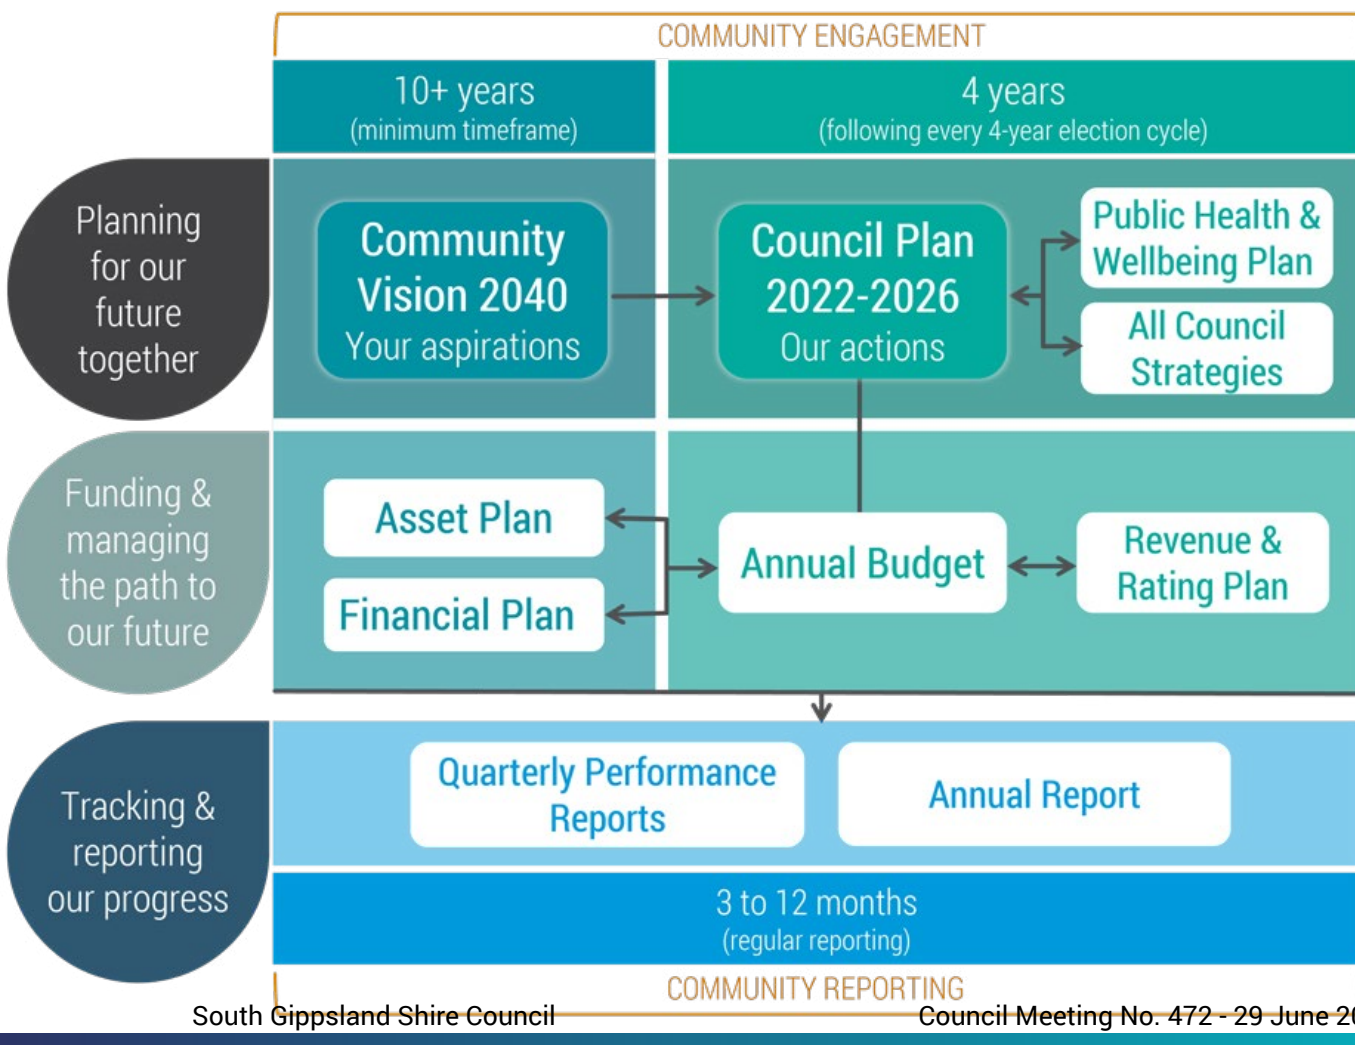 COMMUNITY ENGAGEMENT
10+ years
(minimum timeframe)
4 years
(following every 4-year election cycle)
Planning
for our
future
together
Community
Vision 2040
Your aspirations
Council Plan
2022-2026
Our actions
Public Health &
Wellbeing Plan
All Council
Strategies
Funding &
managing
the path to
our future
Asset Plan
Financial Plan
Annual Budget
Revenue &
Rating Plan
Tracking &
reporting
our progress
Quarterly Performance
Reports
Annual Report
3 to 12 months
(regular reporting)
COMMUNITY REPORTING
South Gippsland Shire Council
Council Meeting No. 472 - 29 June